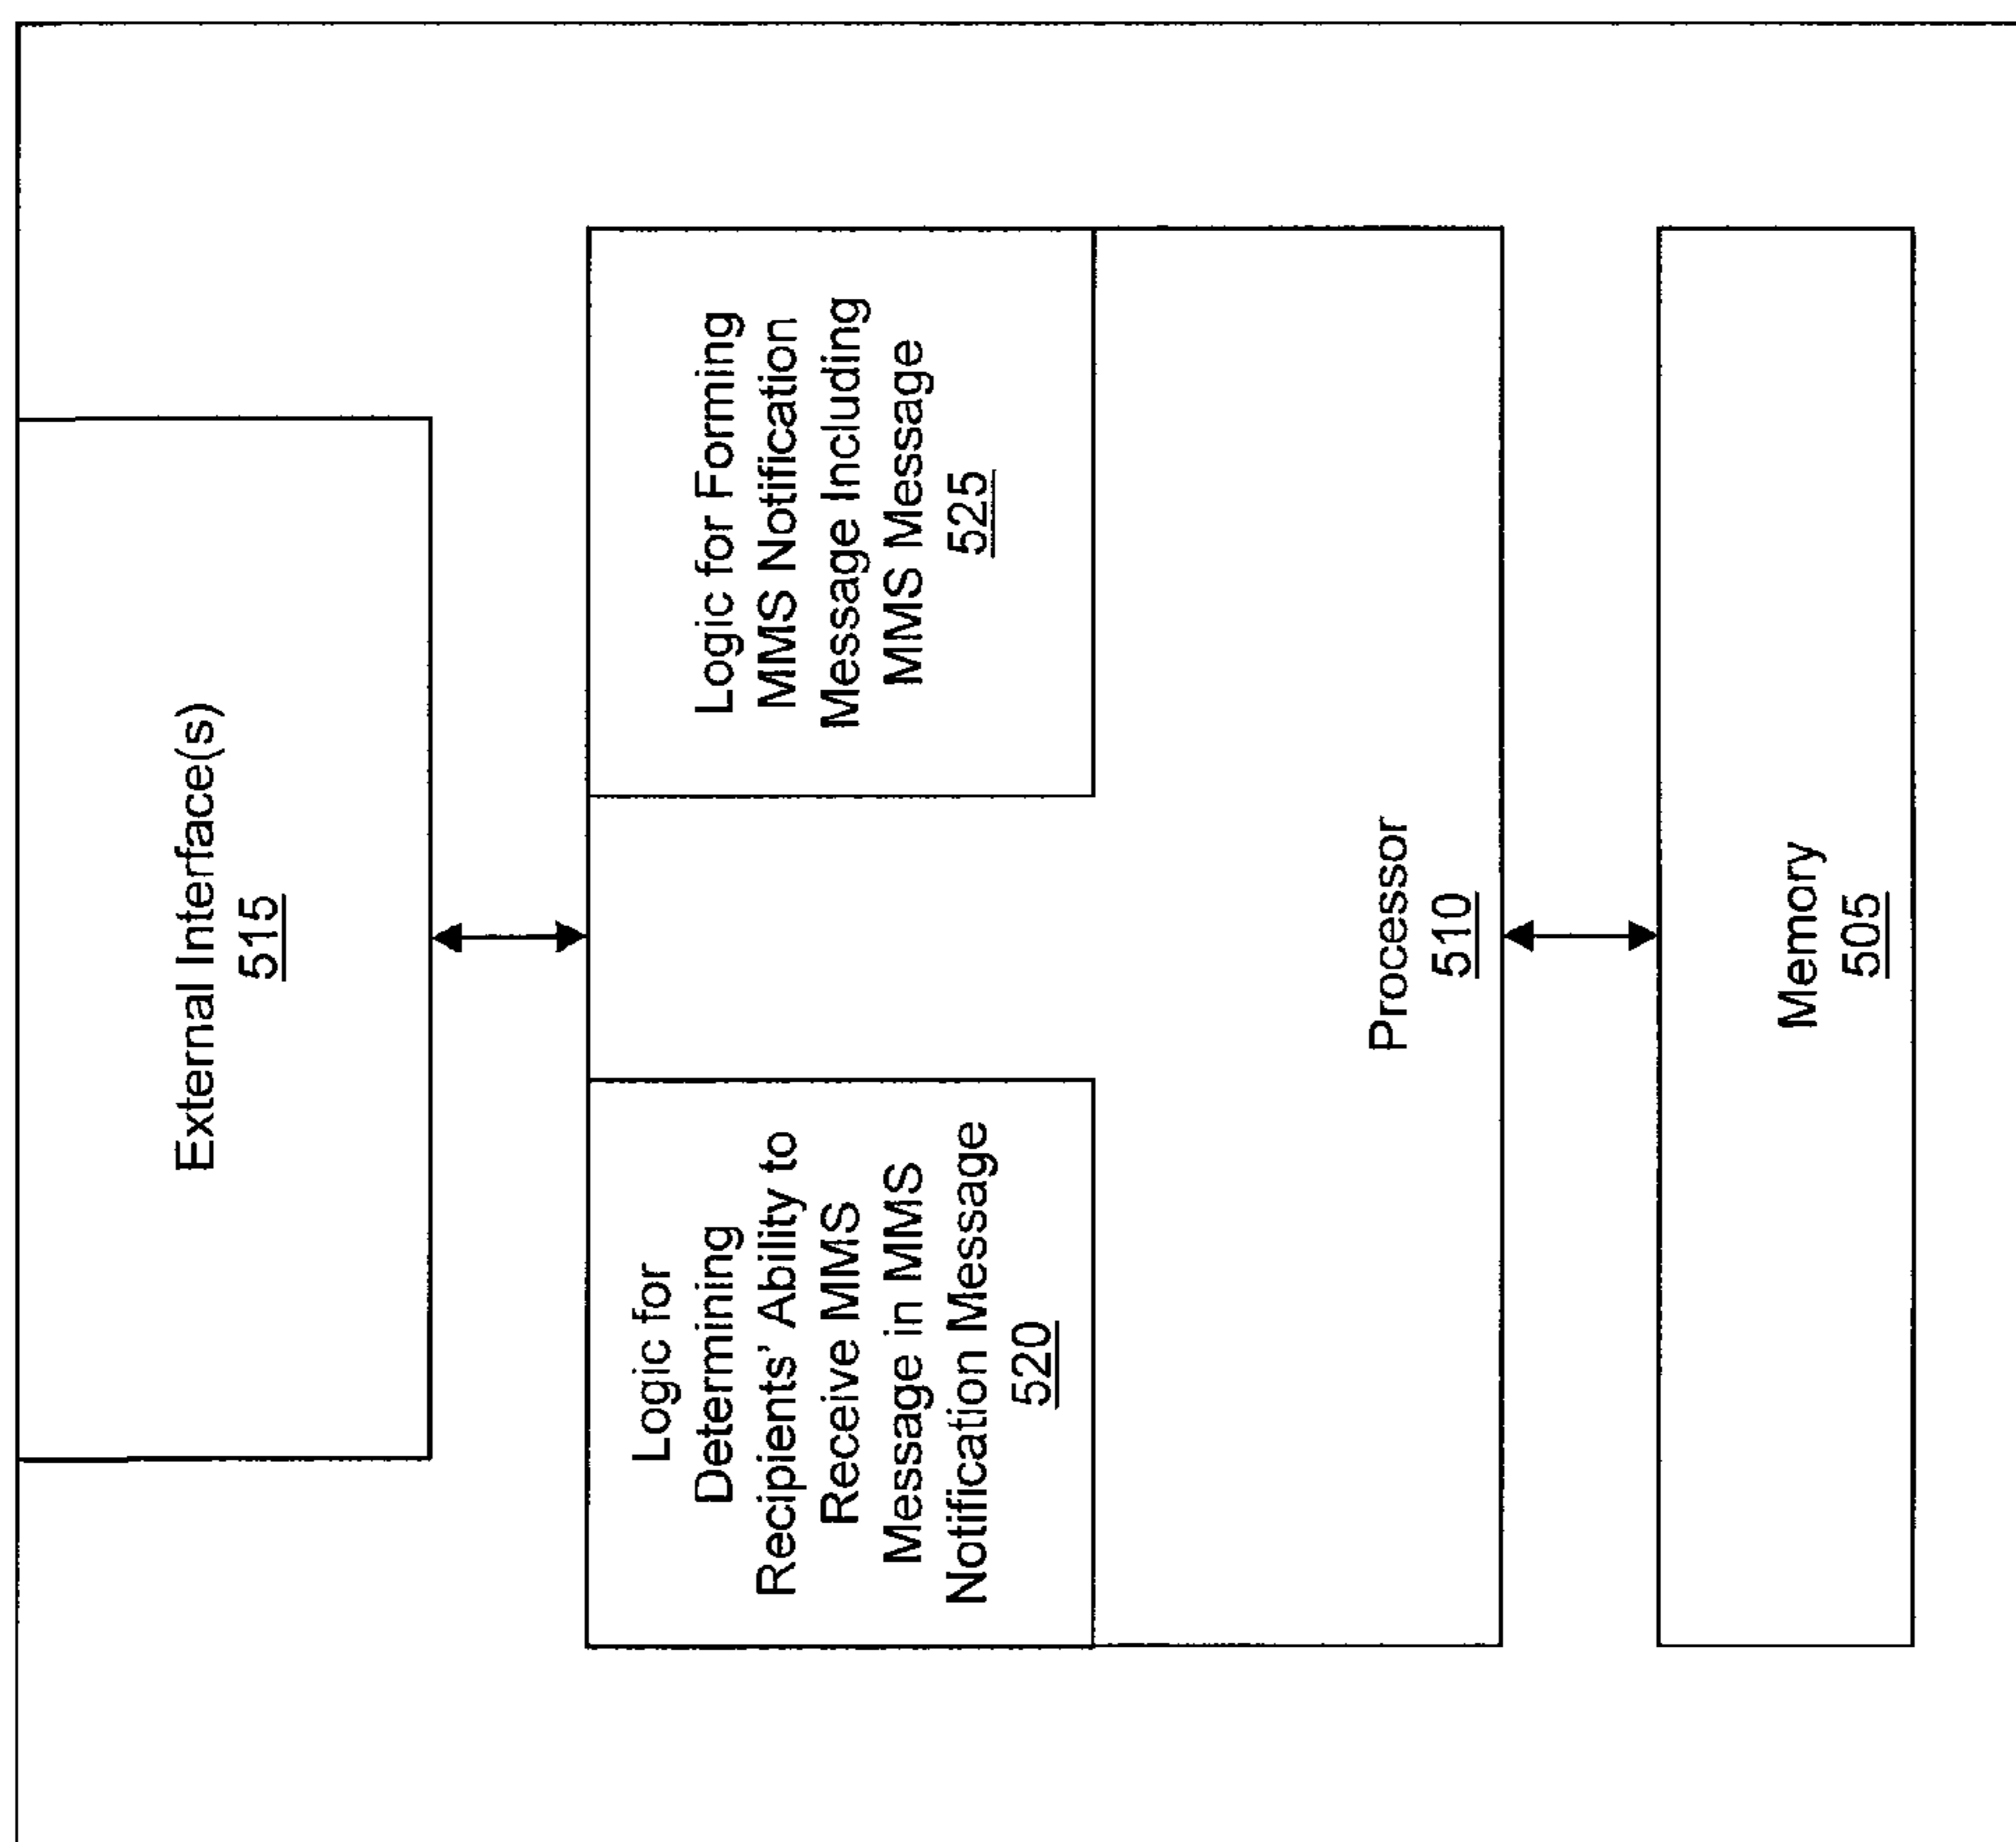 External Interface(s)
515
Logic for
Determining
Recipients' Ability to
Receive MMS
Message in MMS
Notification Message
520
Logic for Forming
MMS Notification
Message Including
MMS Message
525
Processor
510
Memory
505